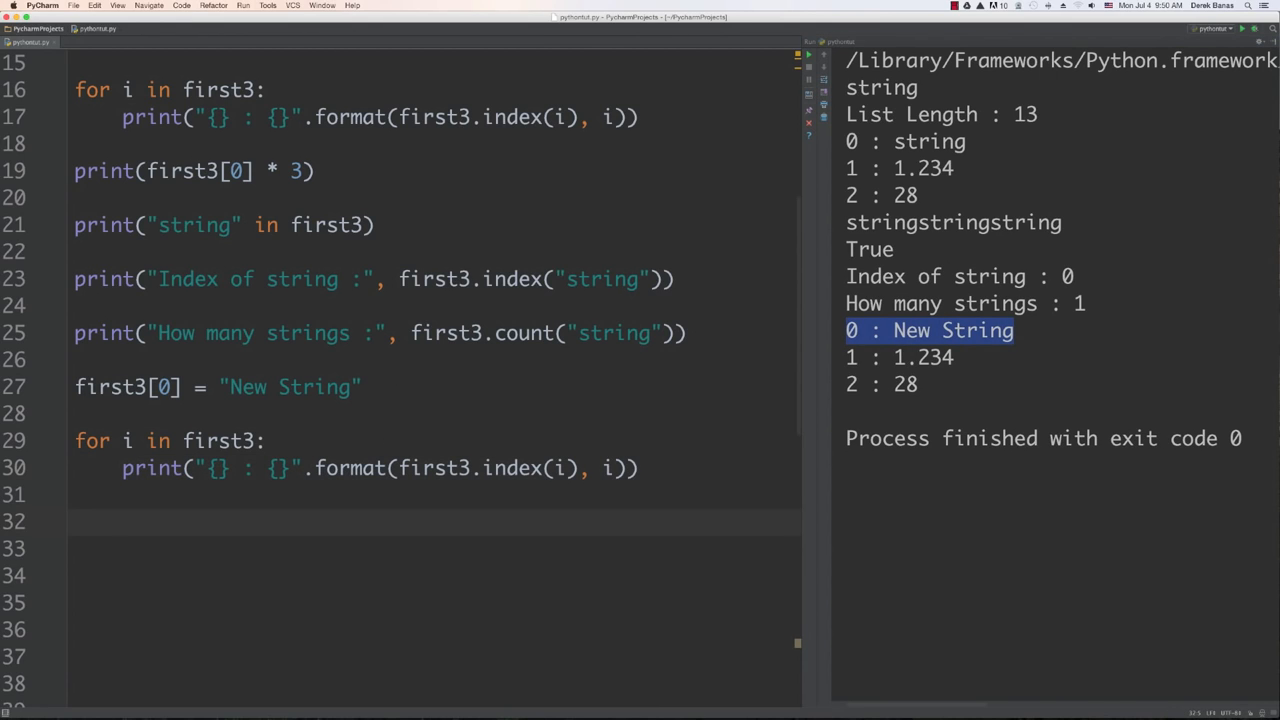 PyCharm File Edit View Navigate Code Refactor Run Tools VCS Window Help
10 Mon Jul 4 9:50 AM Derek Banas
pythontut.py - PycharmProjects - [~/PycharmProjects]
PycharmProjects pythontut.py pythontut
pythontut.py
Run pythontut
15
16 for i in first3:
17 print("{} : {}".format(first3.index(i), i))
18
19 print(first3[0] * 3)
20
21 print("string" in first3)
22
23 print("Index of string :", first3.index("string"))
24
25 print("How many strings :", first3.count("string"))
26
27 first3[0] = "New String"
28
29 for i in first3:
30 print("{} : {}".format(first3.index(i), i))
31
32
33
34
35
36
37
38
/Library/Frameworks/Python.framework
string
List Length : 13
0 : string
1 : 1.234
2 : 28
stringstringstring
True
Index of string : 0
How many strings : 1
0 : New String
1 : 1.234
2 : 28
Process finished with exit code 0
32:5 LF‡ UTF-8‡